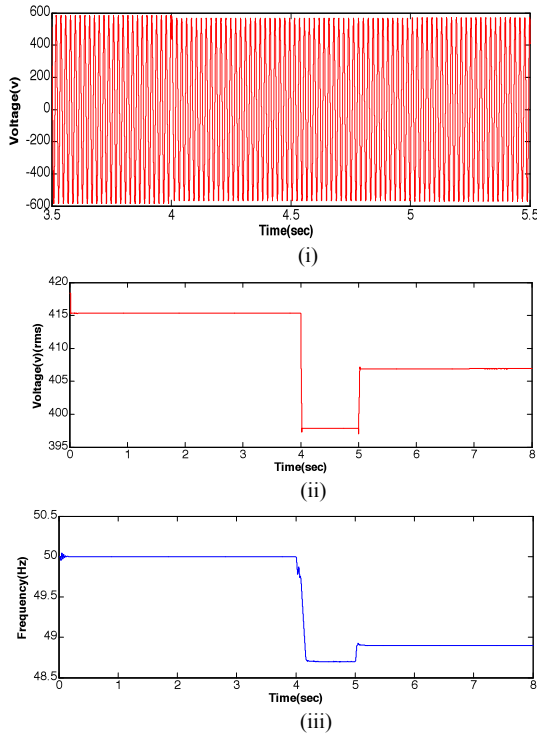 600
400
200
0
-200
-400
-600
Voltage(v)
3.5 4 4.5 5 5.5
Time(sec)
(i)
420
415
410
405
400
395
Voltage(v)(rms)
0 1 2 3 4 5 6 7 8
Time(sec)
(ii)
50.5
50
49.5
49
48.5
Frequency(Hz)
0 1 2 3 4 5 6 7 8
Time(sec)
(iii)